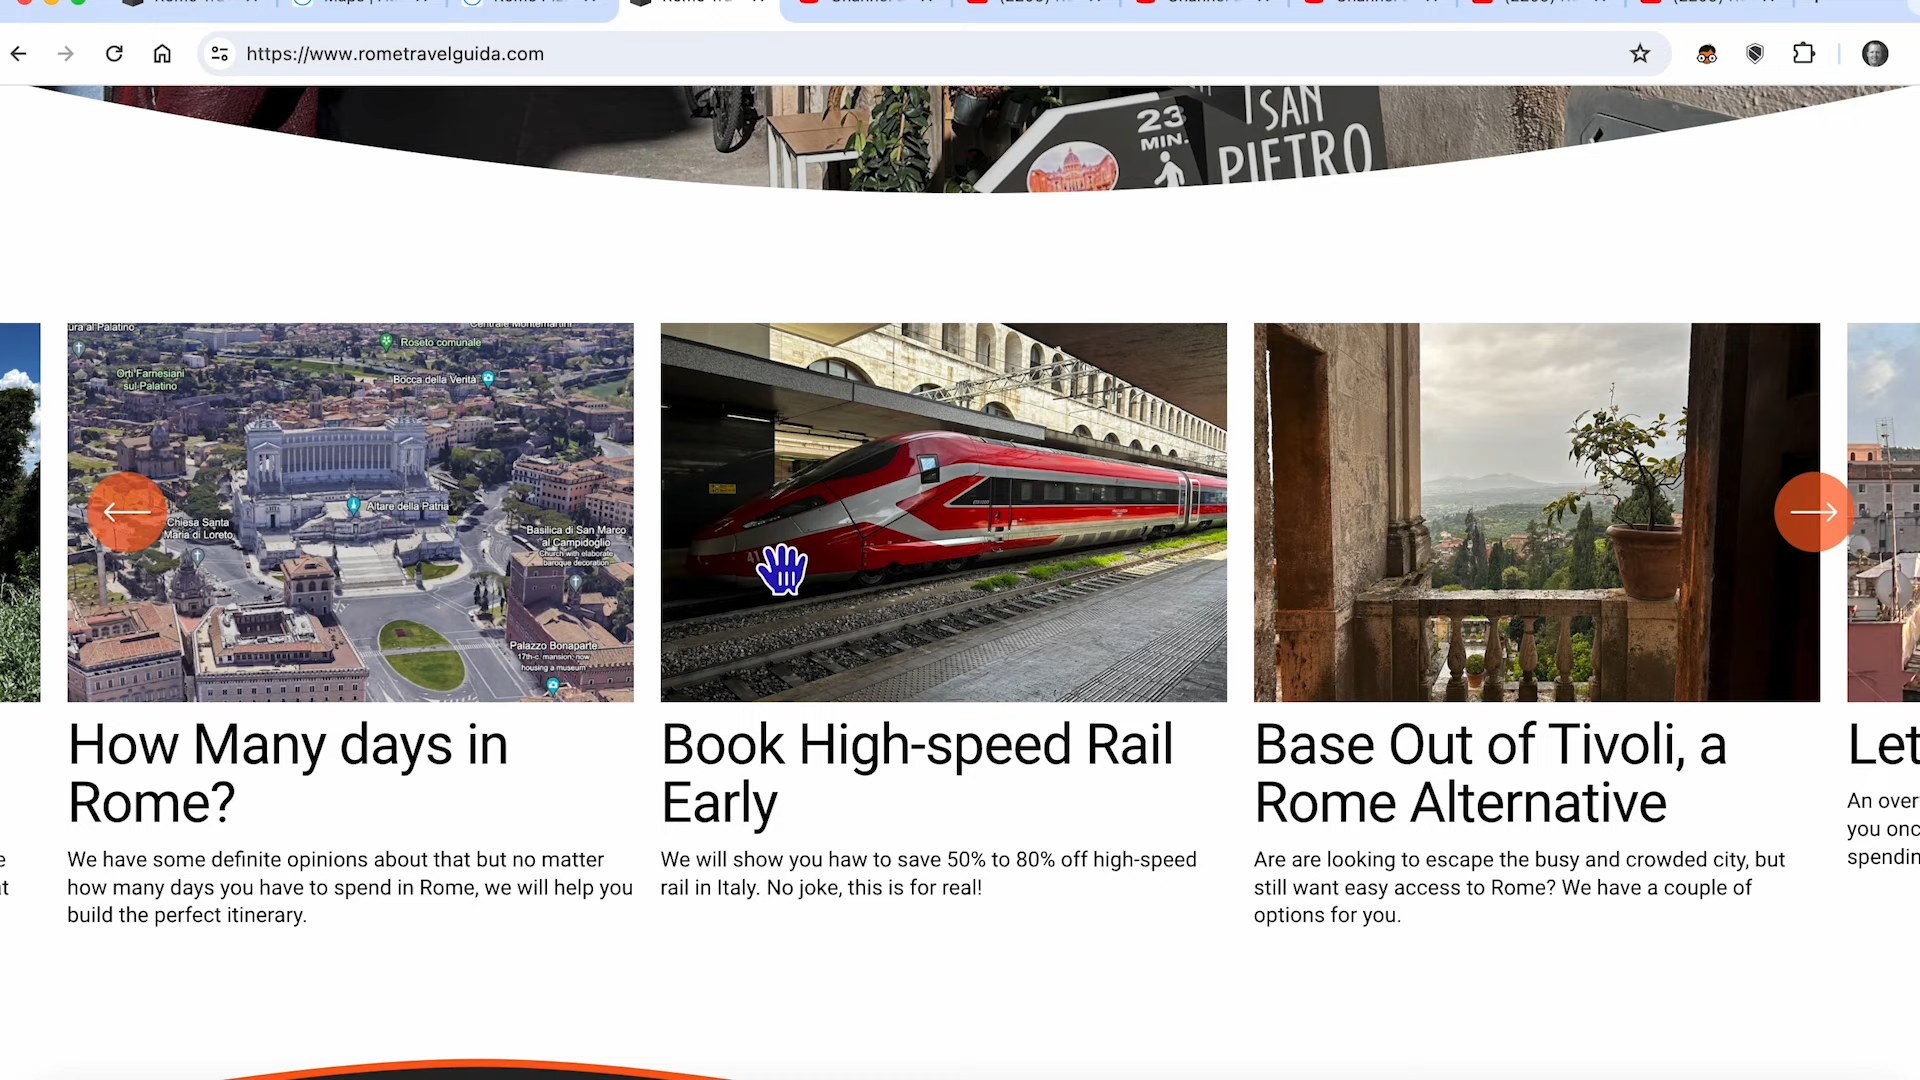 https://www.rometravelguida.com
23
MIN.
SAN
PIETRO
Roseto comunale
Orti Farnesiani
sul Palatino
Bocca della Verità
Altare della Patria
Chiesa Santa
Maria di Loreto
Basilica di San Marco
al Campidoglio
Church with elaborate
baroque decoration
Palazzo Bonaparte
17th-c. mansion, now
housing a museum
How Many days in
Rome?
We have some definite opinions about that but no matter
how many days you have to spend in Rome, we will help you
build the perfect itinerary.
Book High-speed Rail
Early
We will show you haw to save 50% to 80% off high-speed
rail in Italy. No joke, this is for real!
Base Out of Tivoli, a
Rome Alternative
Are are looking to escape the busy and crowded city, but
still want easy access to Rome? We have a couple of
options for you.
Let
An over
you onc
spendin